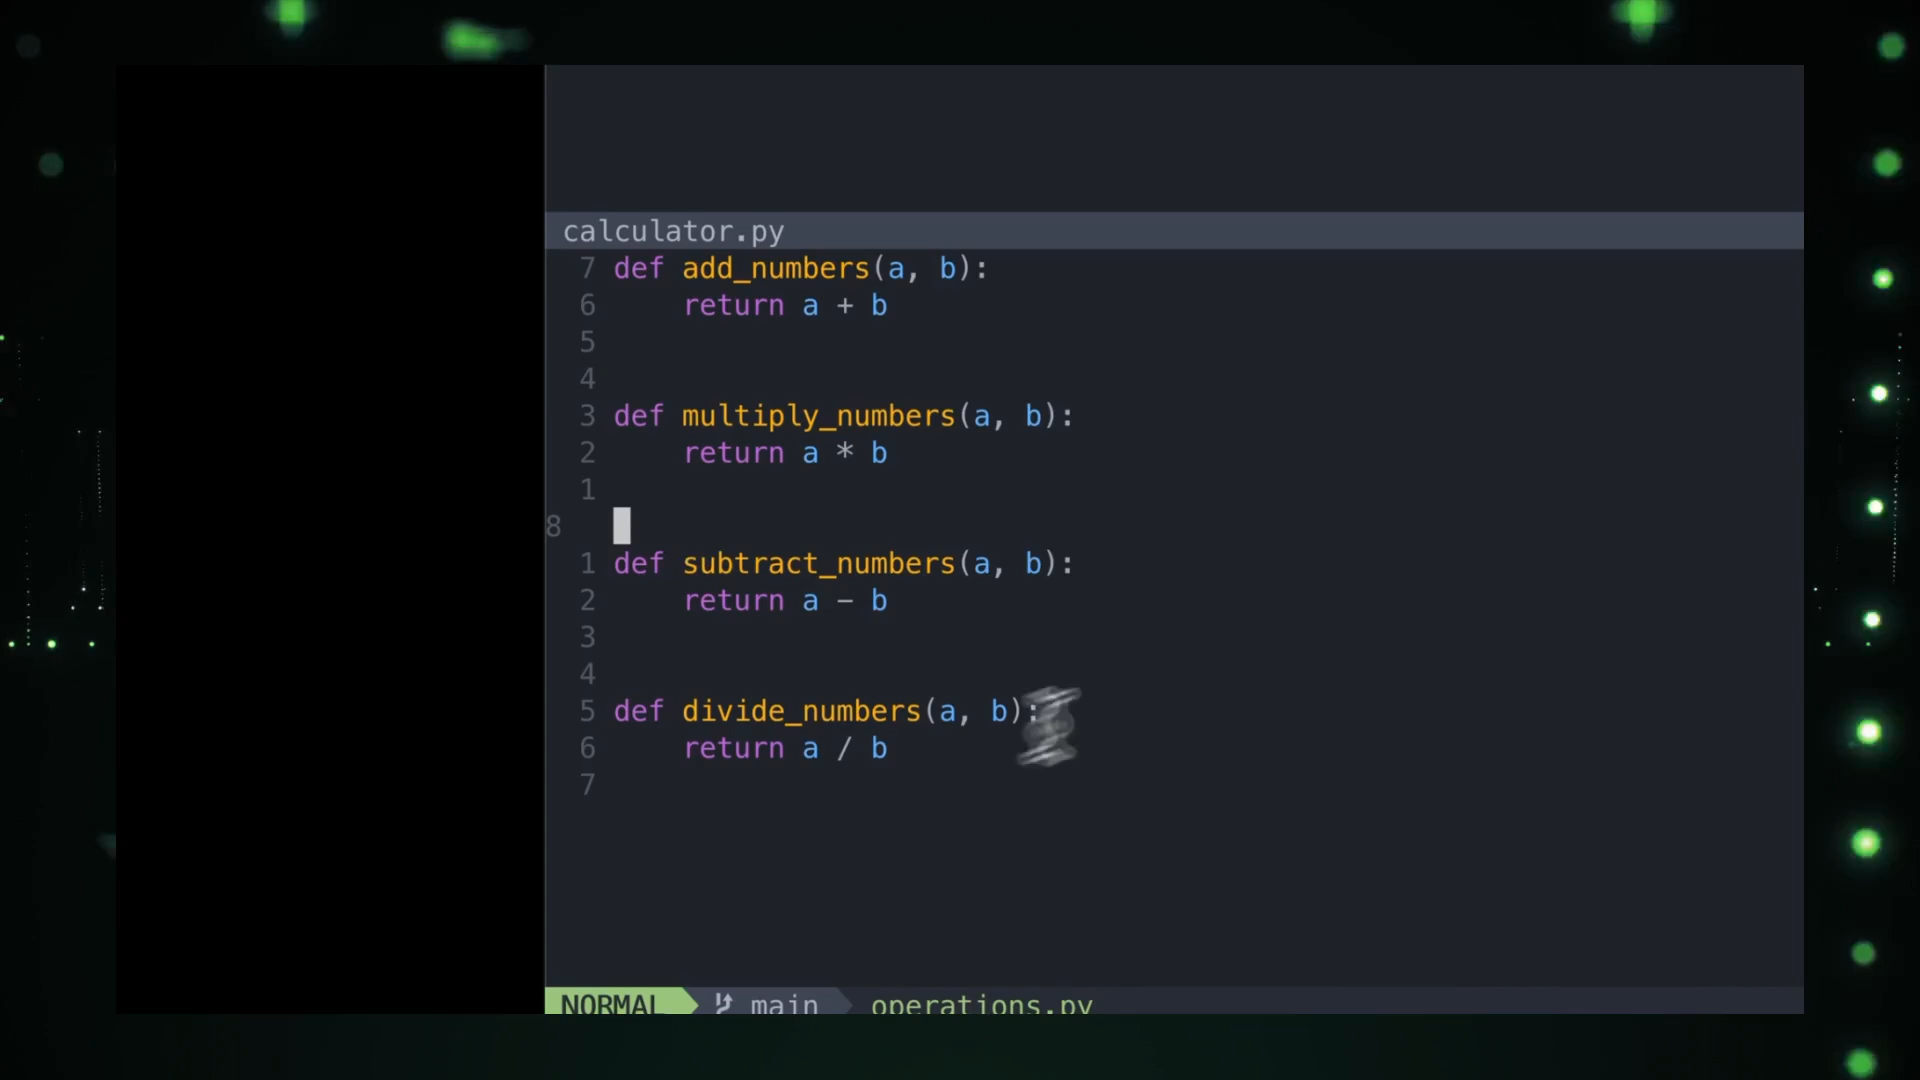 calculator.py
7 def add_numbers(a, b):
6 return a + b
5
4
3 def multiply_numbers(a, b):
2 return a * b
1
8
1 def subtract_numbers(a, b):
2 return a - b
3
4
5 def divide_numbers(a, b):
6 return a / b
7
NORMAL main operations.py